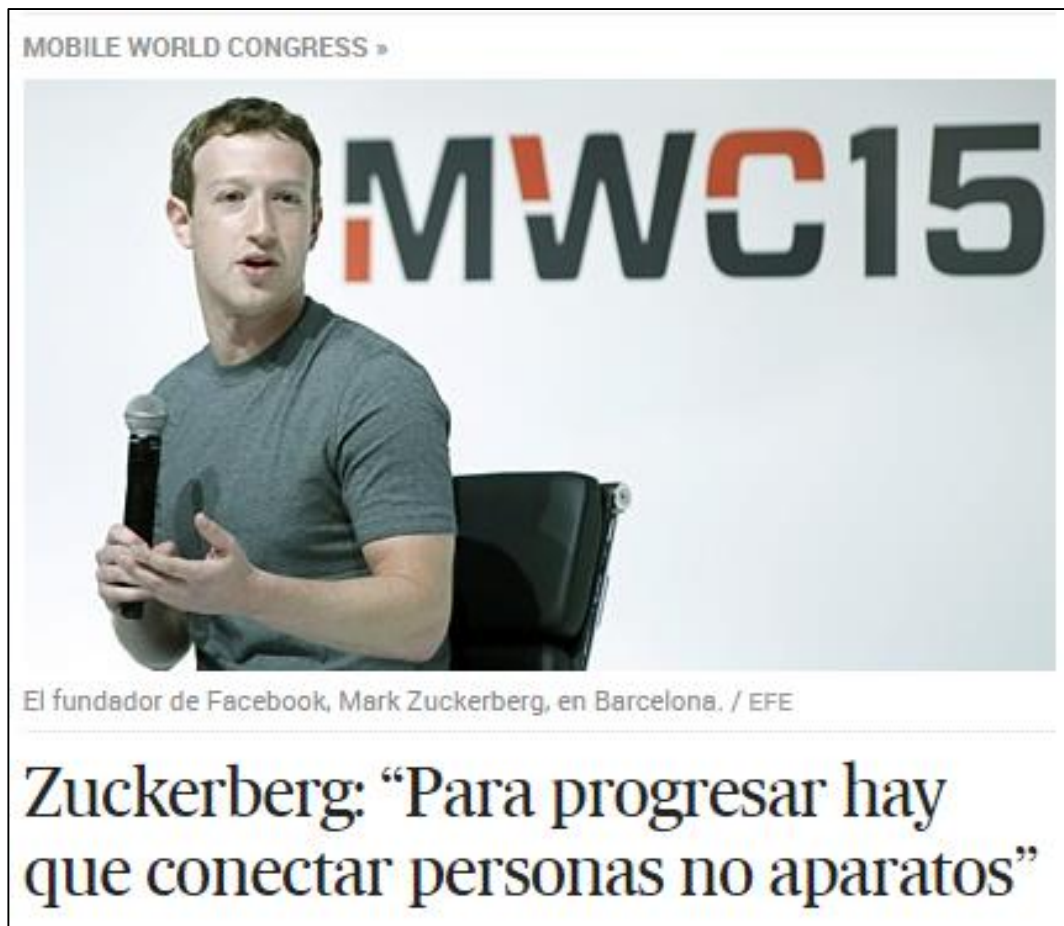 MOBILE WORLD CONGRESS »
MWC15
El fundador de Facebook, Mark Zuckerberg, en Barcelona. / EFE
Zuckerberg: “Para progresar hay
que conectar personas no aparatos”